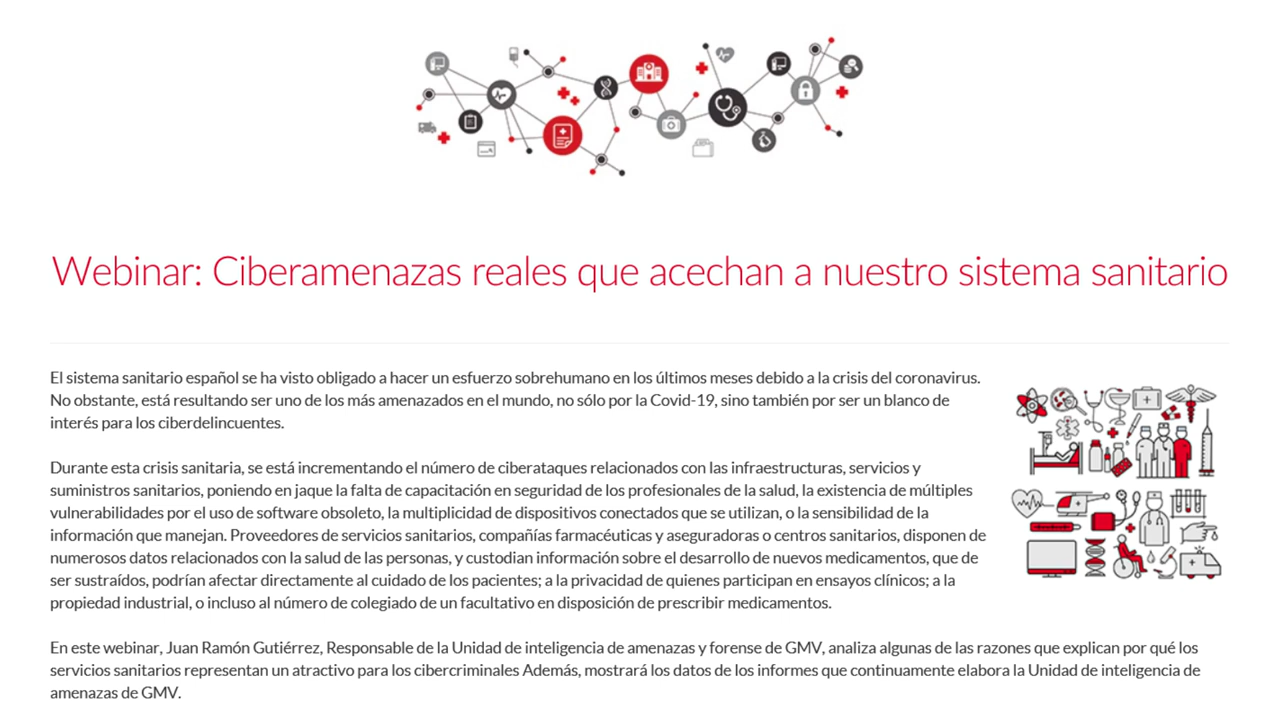 Webinar: Ciberamenazas reales que acechan a nuestro sistema sanitario
El sistema sanitario español se ha visto obligado a hacer un esfuerzo sobrehumano en los últimos meses debido a la crisis del coronavirus.
No obstante, está resultando ser uno de los más amenazados en el mundo, no sólo por la Covid-19, sino también por ser un blanco de
interés para los ciberdelincuentes.
Durante esta crisis sanitaria, se está incrementando el número de ciberataques relacionados con las infraestructuras, servicios y
suministros sanitarios, poniendo en jaque la falta de capacitación en seguridad de los profesionales de la salud, la existencia de múltiples
vulnerabilidades por el uso de software obsoleto, la multiplicidad de dispositivos conectados que se utilizan, o la sensibilidad de la
información que manejan. Proveedores de servicios sanitarios, compañías farmacéuticas y aseguradoras o centros sanitarios, disponen de
numerosos datos relacionados con la salud de las personas, y custodian información sobre el desarrollo de nuevos medicamentos, que de
ser sustraídos, podrían afectar directamente al cuidado de los pacientes; a la privacidad de quienes participan en ensayos clínicos; a la
propiedad industrial, o incluso al número de colegiado de un facultativo en disposición de prescribir medicamentos.
En este webinar, Juan Ramón Gutiérrez, Responsable de la Unidad de inteligencia de amenazas y forense de GMV, analiza algunas de las razones que explican por qué los
servicios sanitarios representan un atractivo para los cibercriminales Además, mostrará los datos de los informes que continuamente elabora la Unidad de inteligencia de
amenazas de GMV.